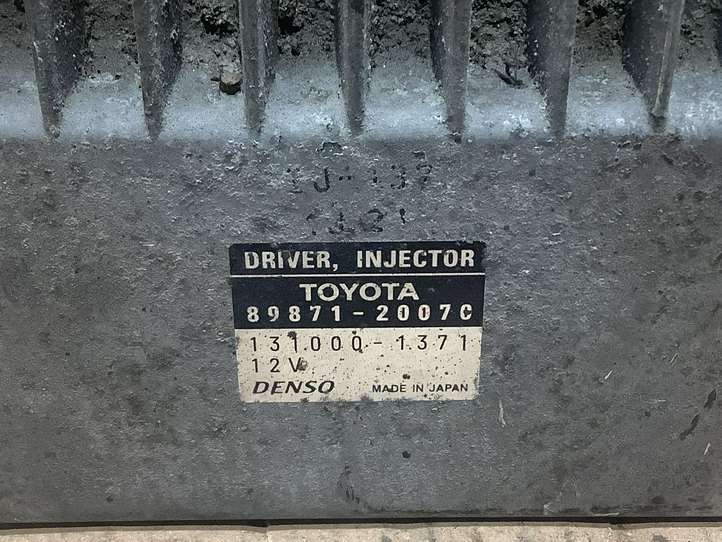 DRIVER, INJECTOR
TOYOTA
89871-2007C
131000-1371
12V
DENSO MADE IN JAPAN